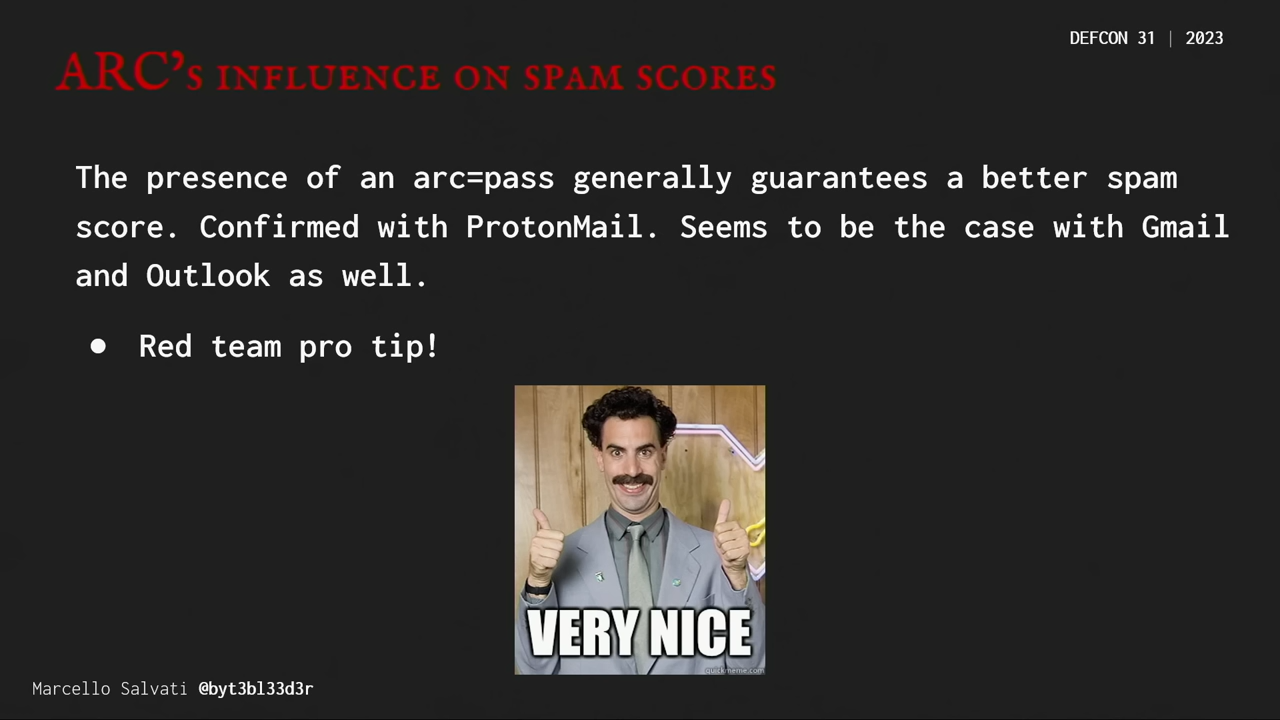 DEFCON 31 | 2023
ARC's influence on spam scores
The presence of an arc=pass generally guarantees a better spam
score. Confirmed with ProtonMail. Seems to be the case with Gmail
and Outlook as well.
● Red team pro tip!
VERY NICE
quickmeme.com
Marcello Salvati @byt3bl33d3r